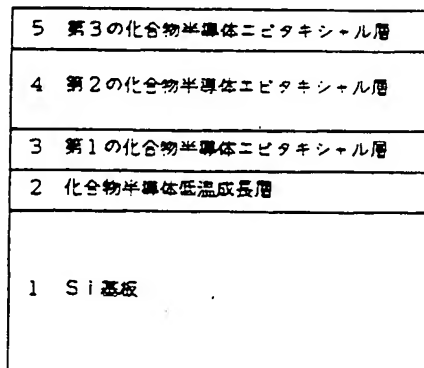 5 第3の化合物半導体エピタキシャル層
4 第2の化合物半導体エピタキシャル層
3 第1の化合物半導体エピタキシャル層
2 化合物半導体低温成長層
1 Si基板